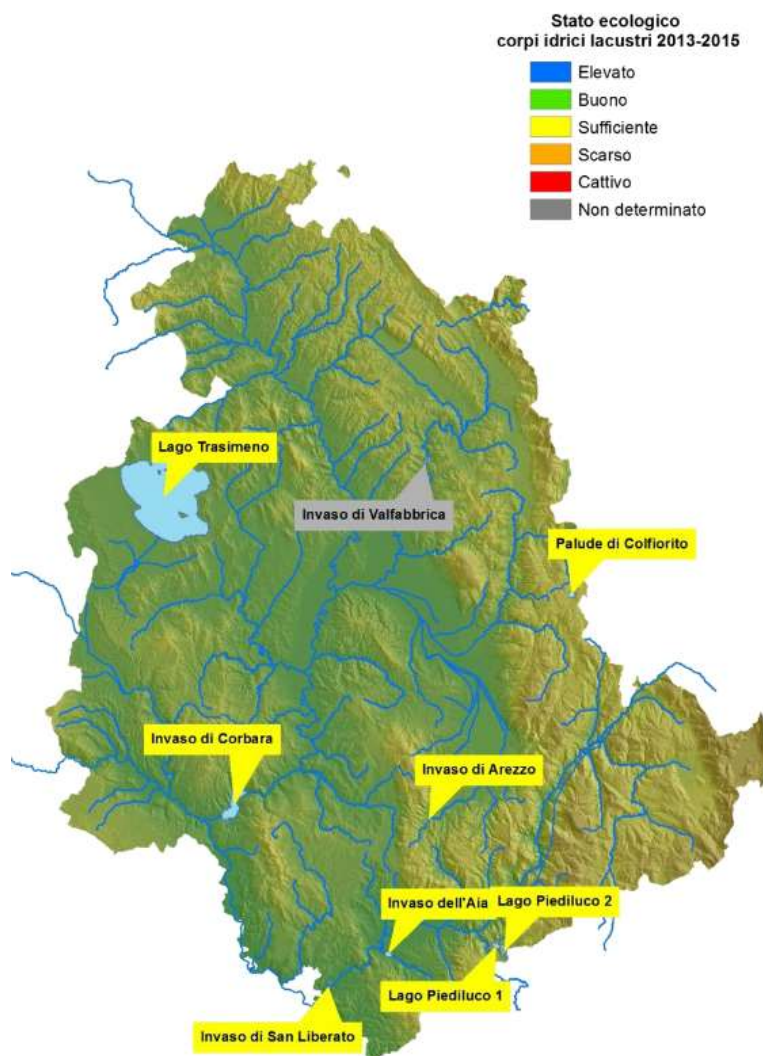 Stato ecologico
corpi idrici lacustri 2013-2015
Elevato
Buono
Sufficiente
Scarso
Cattivo
Non determinato
Lago Trasimeno
Invaso di Valfabbrica
Palude di Colfiorito
Invaso di Corbara
Invaso di Arezzo
Invaso dell'Aia
Lago Piediluco 2
Lago Piediluco 1
Invaso di San Liberato